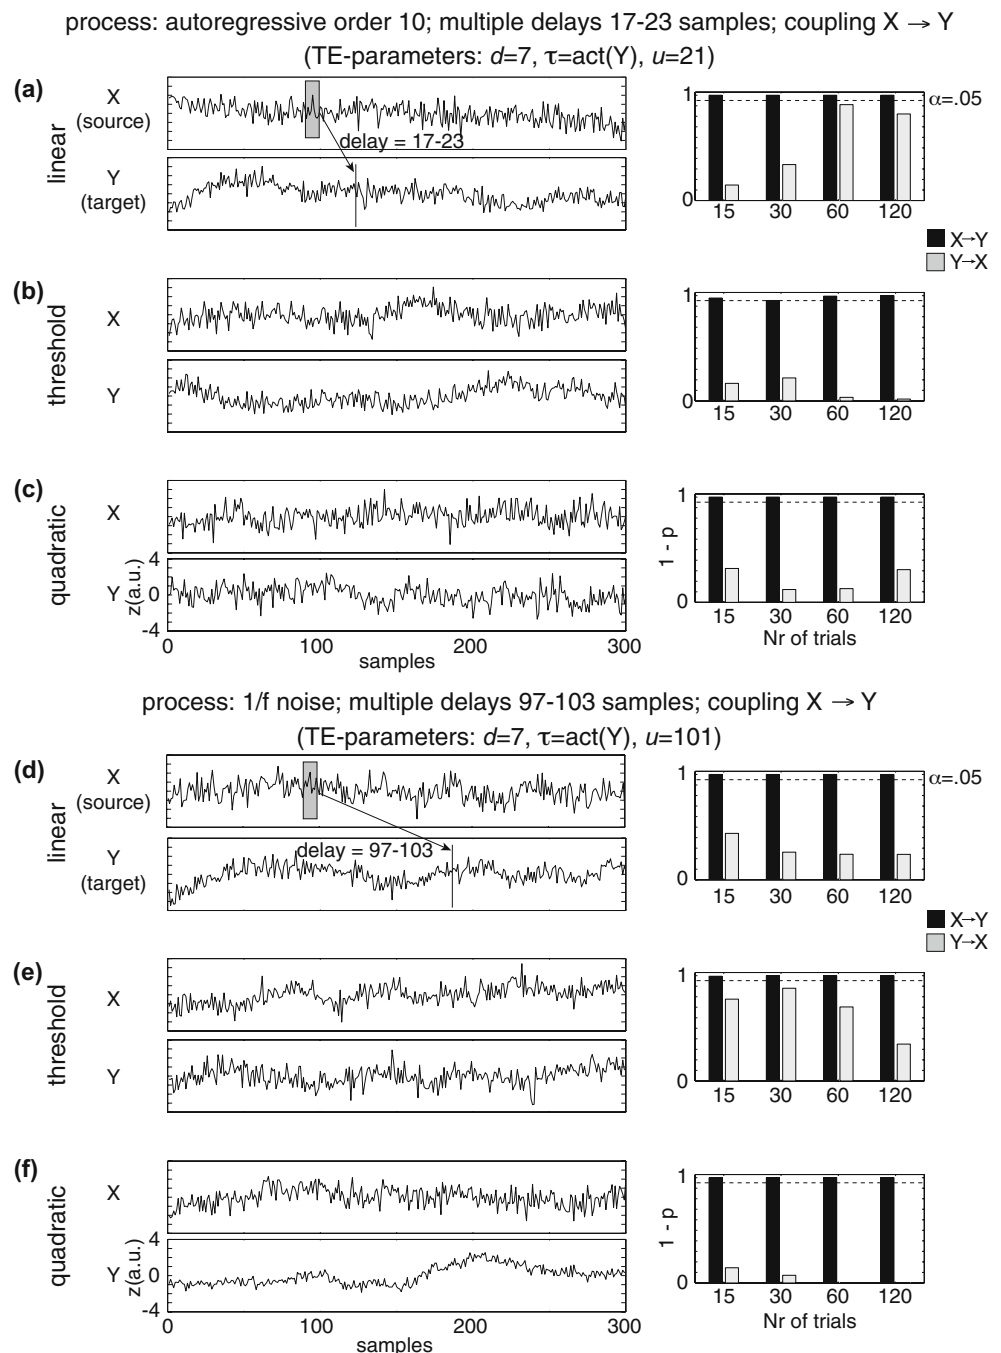 process: autoregressive order 10; multiple delays 17-23 samples; coupling X → Y
(TE-parameters: d=7, τ=act(Y), u=21)
(a)
linear
X
(source)
delay = 17-23
Y
(target)
1
0
α=.05
15 30 60 120
X→Y
Y→X
(b)
threshold
X
Y
1
0
15 30 60 120
(c)
quadratic
X
Y
z(a.u.)
4
0
-4
0 100 200 300
samples
1
1 - p
0
15 30 60 120
Nr of trials
process: 1/f noise; multiple delays 97-103 samples; coupling X → Y
(TE-parameters: d=7, τ=act(Y), u=101)
(d)
linear
X
(source)
delay = 97-103
Y
(target)
1
0
α=.05
15 30 60 120
X→Y
Y→X
(e)
threshold
X
Y
1
0
15 30 60 120
(f)
quadratic
X
Y
z(a.u.)
4
0
-4
0 100 200 300
samples
1
1 - p
0
15 30 60 120
Nr of trials